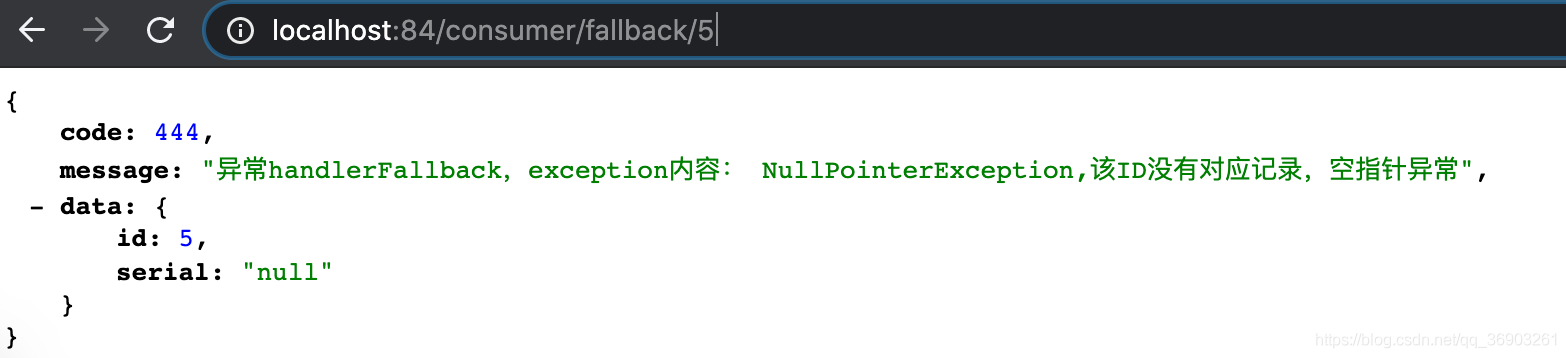 localhost:84/consumer/fallback/5
{
code: 444,
message: "异常handlerFallback，exception内容： NullPointerException,该ID没有对应记录，空指针异常",
- data: {
id: 5,
serial: "null"
}
}
https://blog.csdn.net/qq_36903261